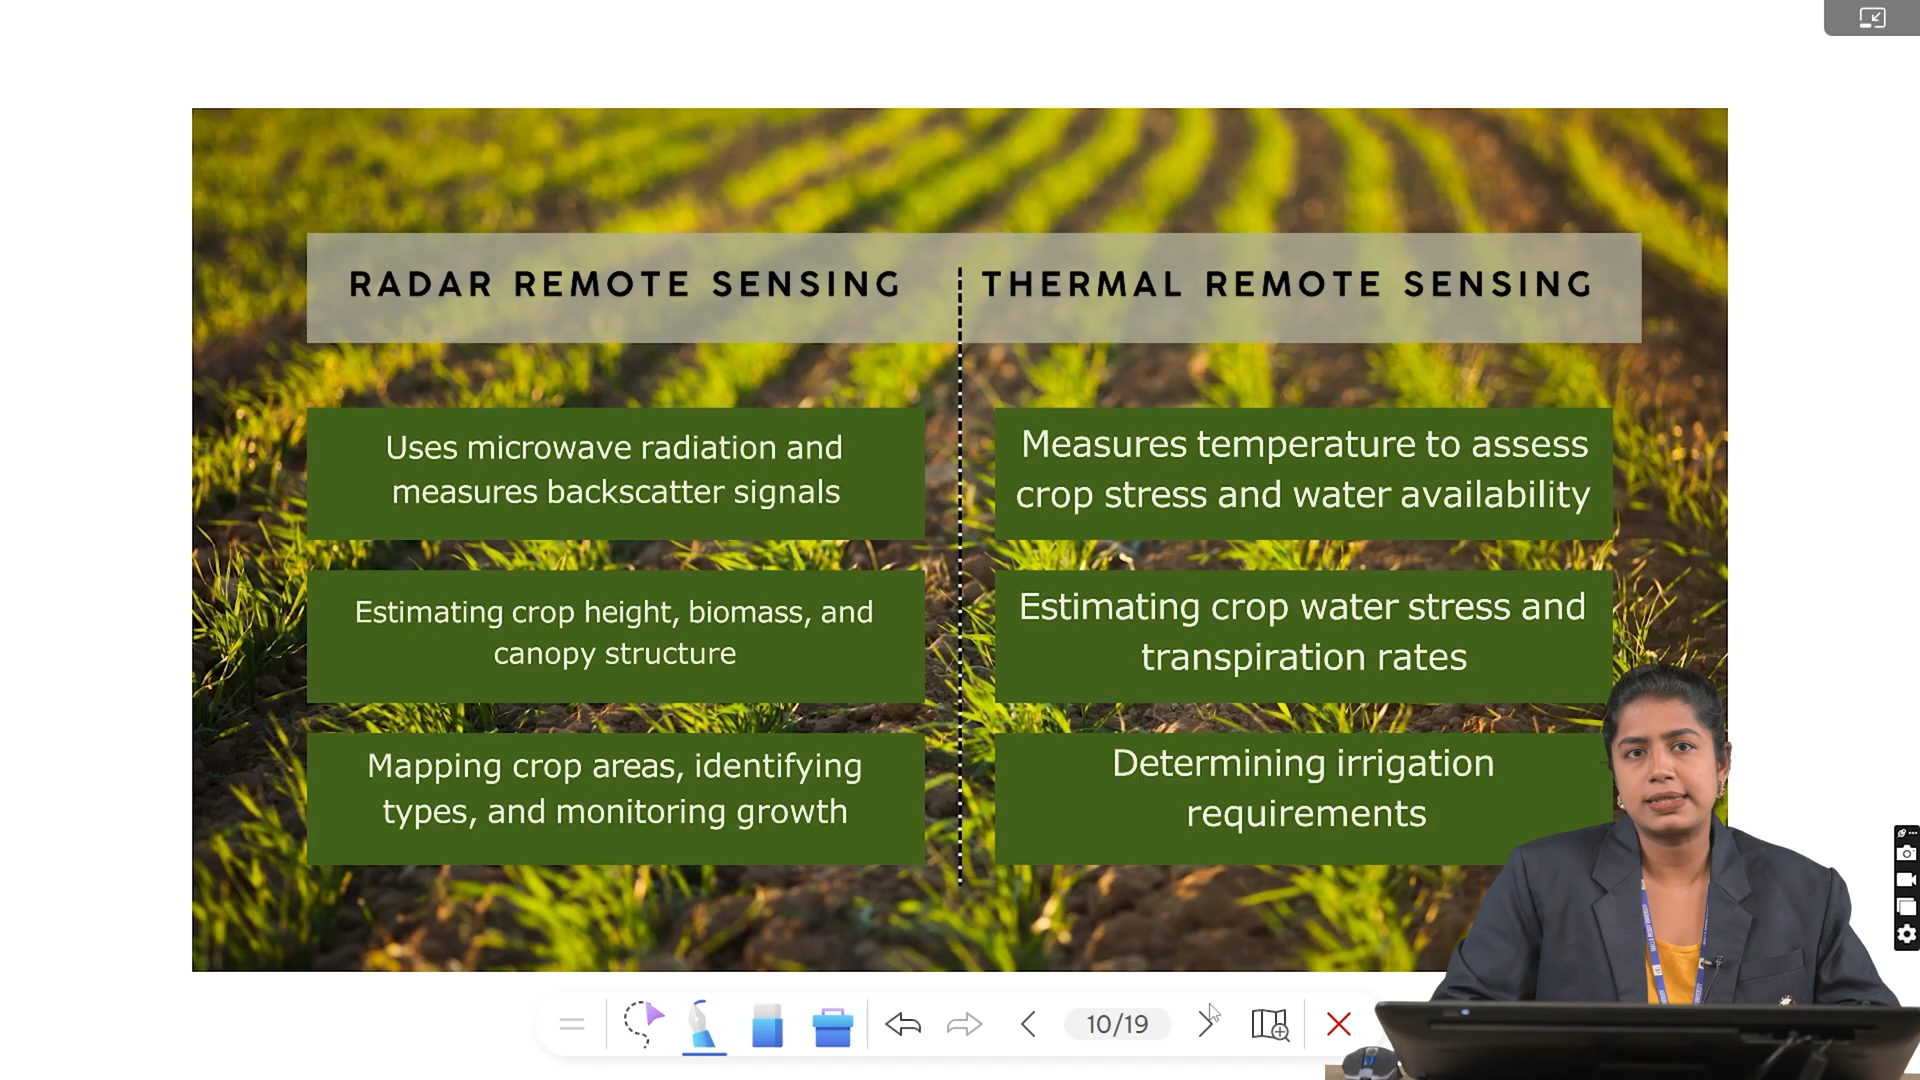 RADAR REMOTE SENSING
THERMAL REMOTE SENSING
Uses microwave radiation and
measures backscatter signals
Measures temperature to assess
crop stress and water availability
Estimating crop height, biomass, and
canopy structure
Estimating crop water stress and
transpiration rates
Mapping crop areas, identifying
types, and monitoring growth
Determining irrigation
requirements
10/19